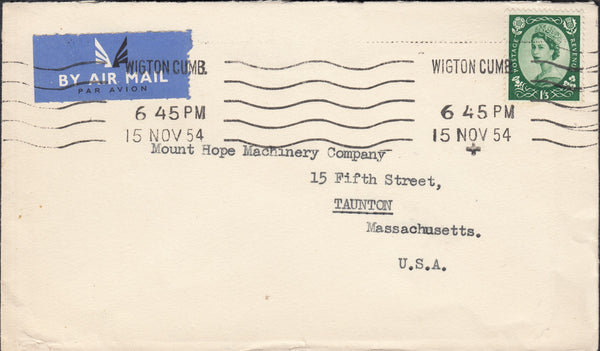 BY AIR MAIL
PAR AVION
WIGTON CUMB.
6 45 PM
15 NOV 54
WIGTON CUMB.
6 45 PM
15 NOV 54
POSTAGE
REVENUE
1/3
Mount Hope Machinery Company
15 Fifth Street,
TAUNTON
Massachusetts.
U.S.A.